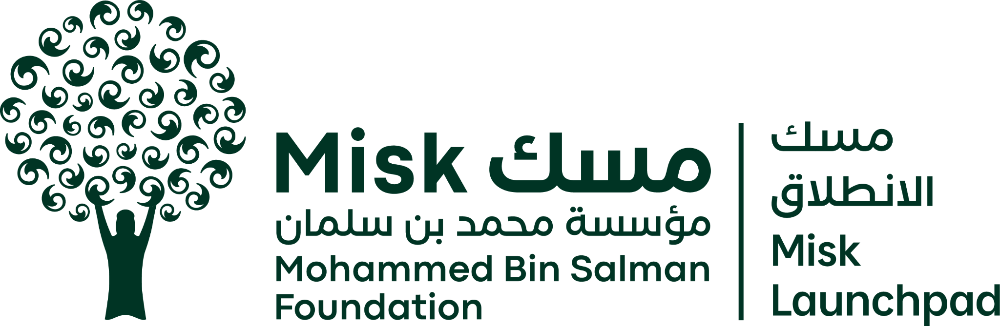 Misk مسك
مؤسسة محمد بن سلمان
Mohammed Bin Salman
Foundation
مسك
الانطلاق
Misk
Launchpad